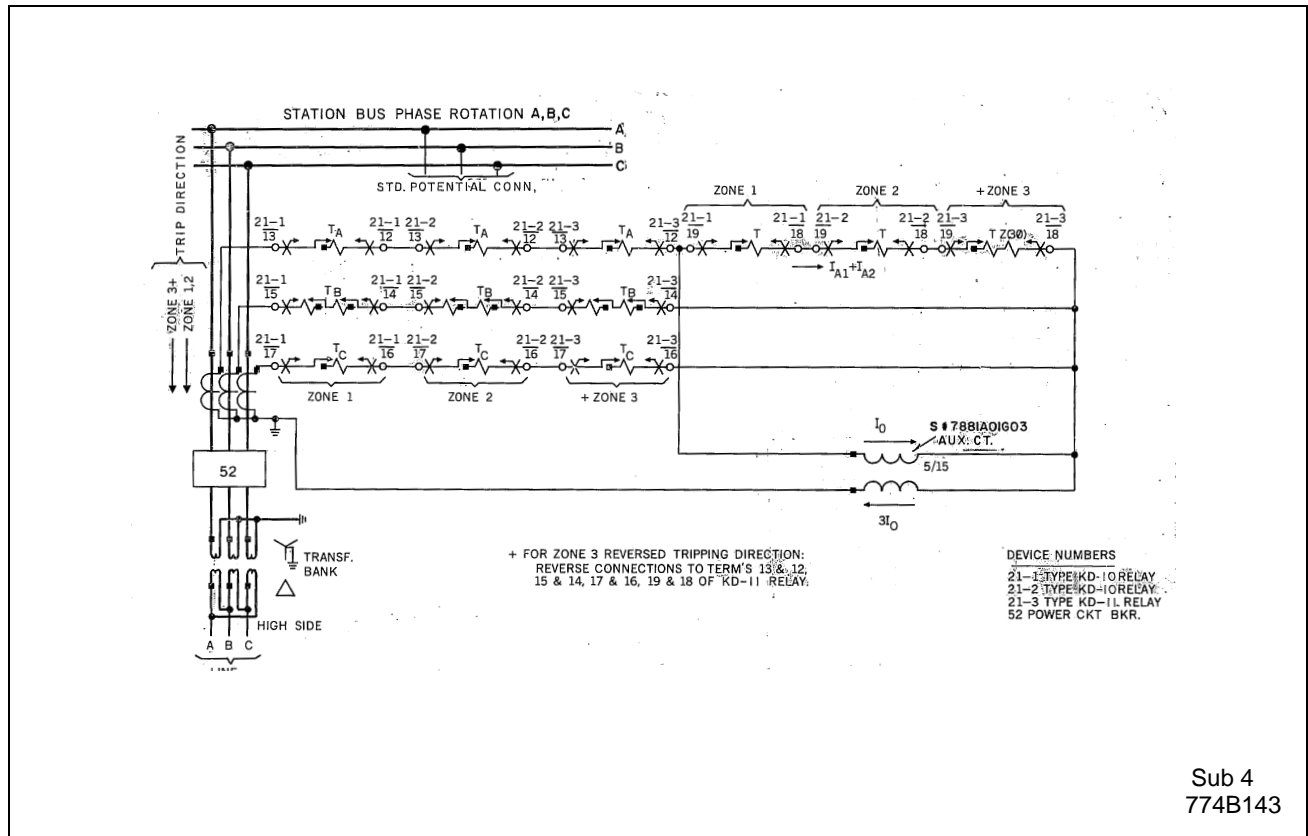 STATION BUS PHASE ROTATION A,B,C
A
B
C
STD. POTENTIAL CONN,
TRIP DIRECTION
ZONE 3+
ZONE 1,2
ZONE 1
ZONE 2
+ ZONE 3
21-1
13
TA
21-1
12
21-2
13
TA
21-2
12
21-3
13
TA
21-3
12
21-1
19
T
21-1
18
21-2
19
T
21-2
18
21-3
19
T
Z(30)
21-3
18
IA1+IA2
21-1
15
TB
21-1
14
21-2
15
TB
21-2
14
21-3
15
TB
21-3
14
21-1
17
TC
21-1
16
21-2
17
TC
21-2
16
21-3
17
TC
21-3
16
ZONE 1
ZONE 2
+ ZONE 3
IO
S#7881A01G03
AUX. CT.
5/15
3IO
52
TRANSF.
BANK
HIGH SIDE
A B C
LINE
+ FOR ZONE 3 REVERSED TRIPPING DIRECTION:
REVERSE CONNECTIONS TO TERM'S 13 & 12,
15 & 14, 17 & 16, 19 & 18 OF KD-11 RELAY.
DEVICE NUMBERS
21-1 TYPE KD-10 RELAY
21-2 TYPE KD-10 RELAY
21-3 TYPE KD-11 RELAY
52 POWER CKT BKR.
Sub 4
774B143